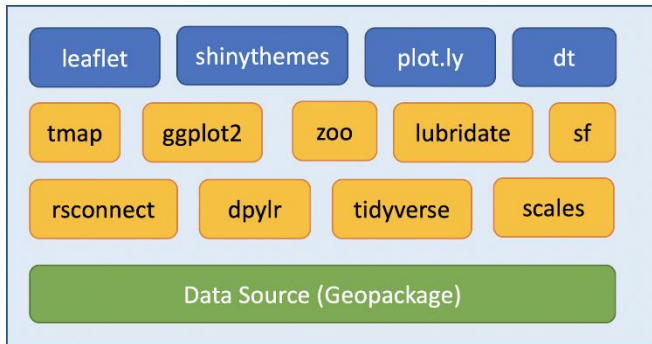 leaflet shinythemes plot.ly dt
tmap ggplot2 zoo lubridate sf
rsconnect dpylr tidyverse scales
Data Source (Geopackage)